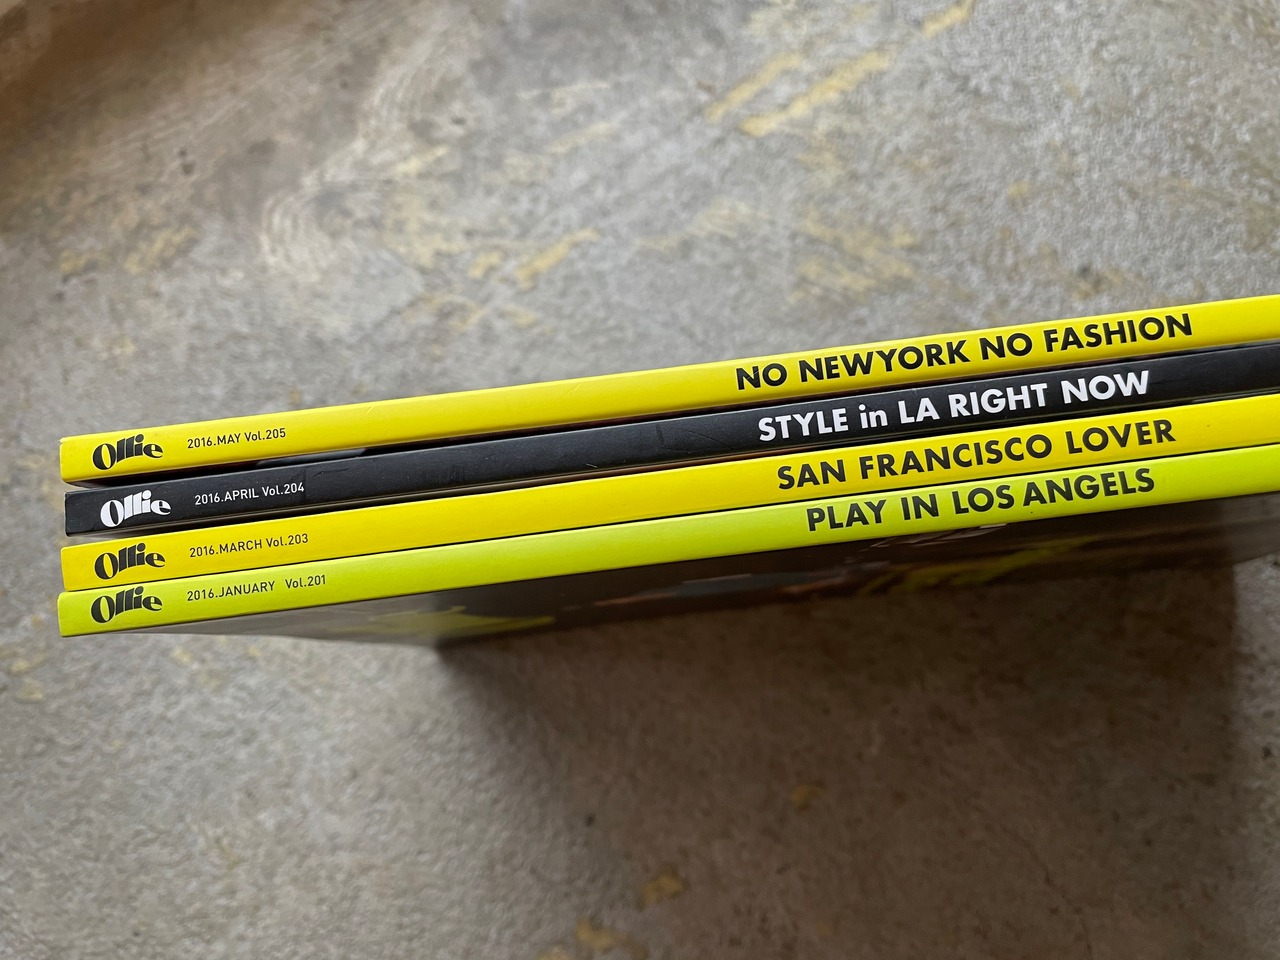 Ollie 2016.MAY Vol.205 NO NEWYORK NO FASHION
Ollie 2016.APRIL Vol.204 STYLE in LA RIGHT NOW
Ollie 2016.MARCH Vol.203 SAN FRANCISCO LOVER
Ollie 2016.JANUARY Vol.201 PLAY IN LOS ANGELS